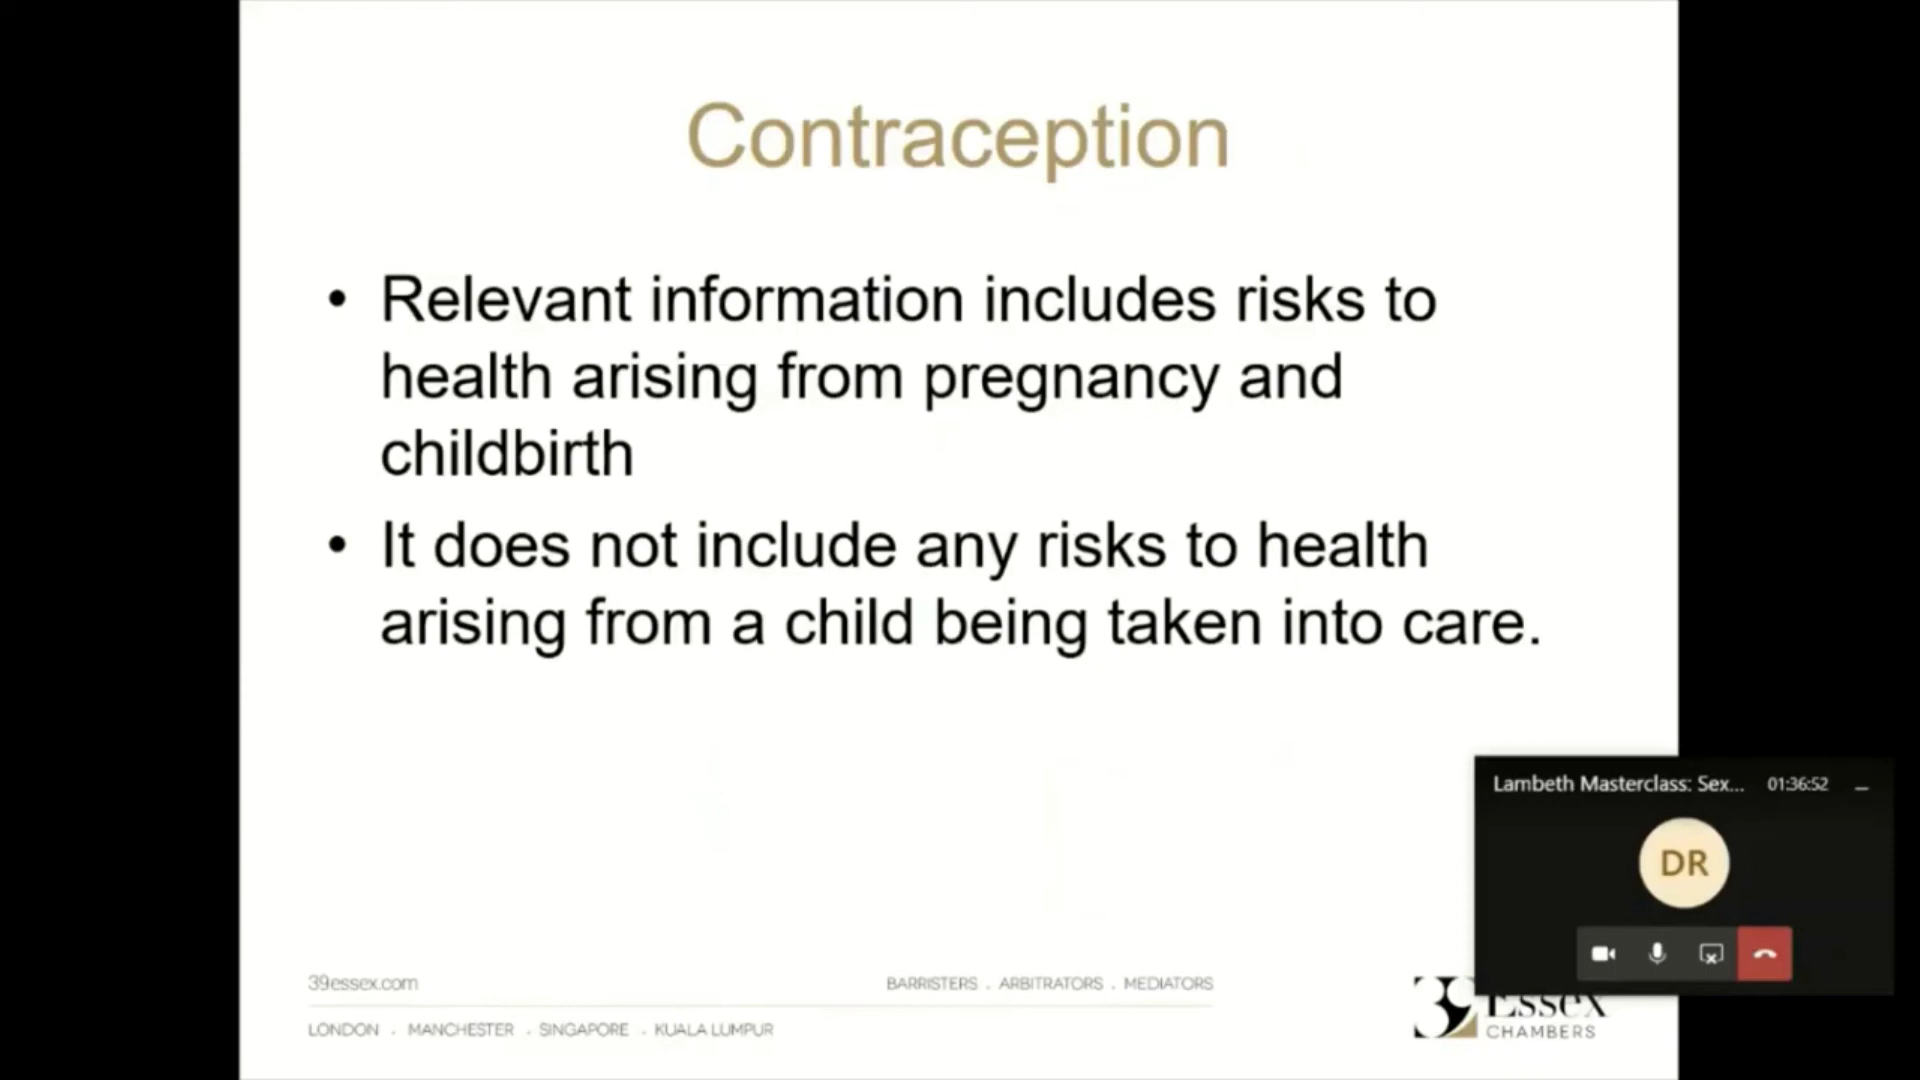 Contraception
• Relevant information includes risks to
health arising from pregnancy and
childbirth
• It does not include any risks to health
arising from a child being taken into care.
Lambeth Masterclass: Sex... 01:36:52
DR
39essex.com
BARRISTERS . ARBITRATORS . MEDIATORS
LONDON . MANCHESTER . SINGAPORE . KUALA LUMPUR
39 Essex
CHAMBERS